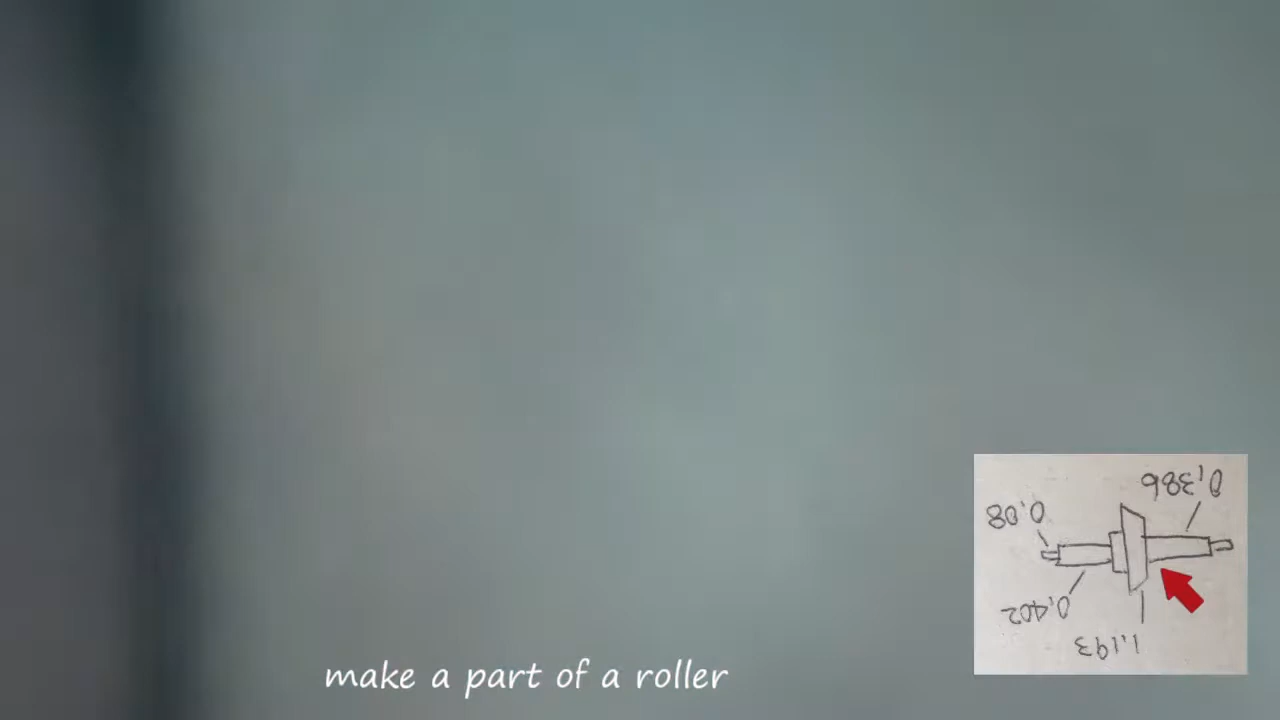 0,386
0,08
0,402
1,193
make a part of a roller